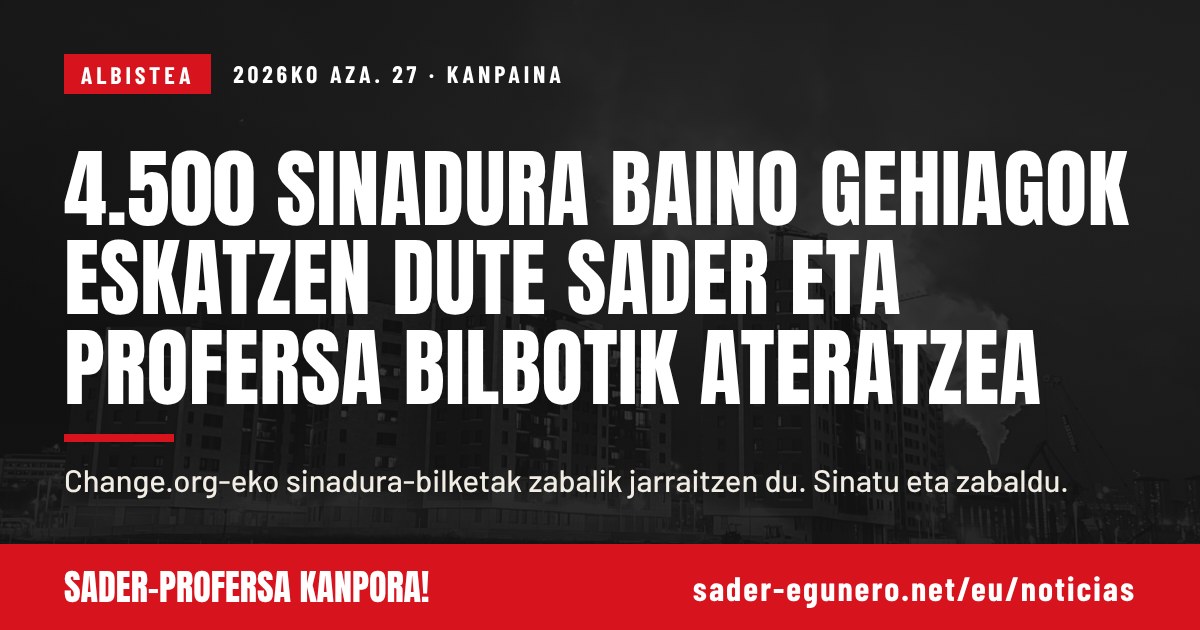 ALBISTEA 2026KO AZA. 27 · KANPAINA
4.500 SINADURA BAINO GEHIAGOK
ESKATZEN DUTE SADER ETA
PROFERSA BILBOTIK ATERATZEA
Change.org-eko sinadura-bilketak zabalik jarraitzen du. Sinatu eta zabaldu.
SADER-PROFERSA KANPORA! sader-egunero.net/eu/noticias